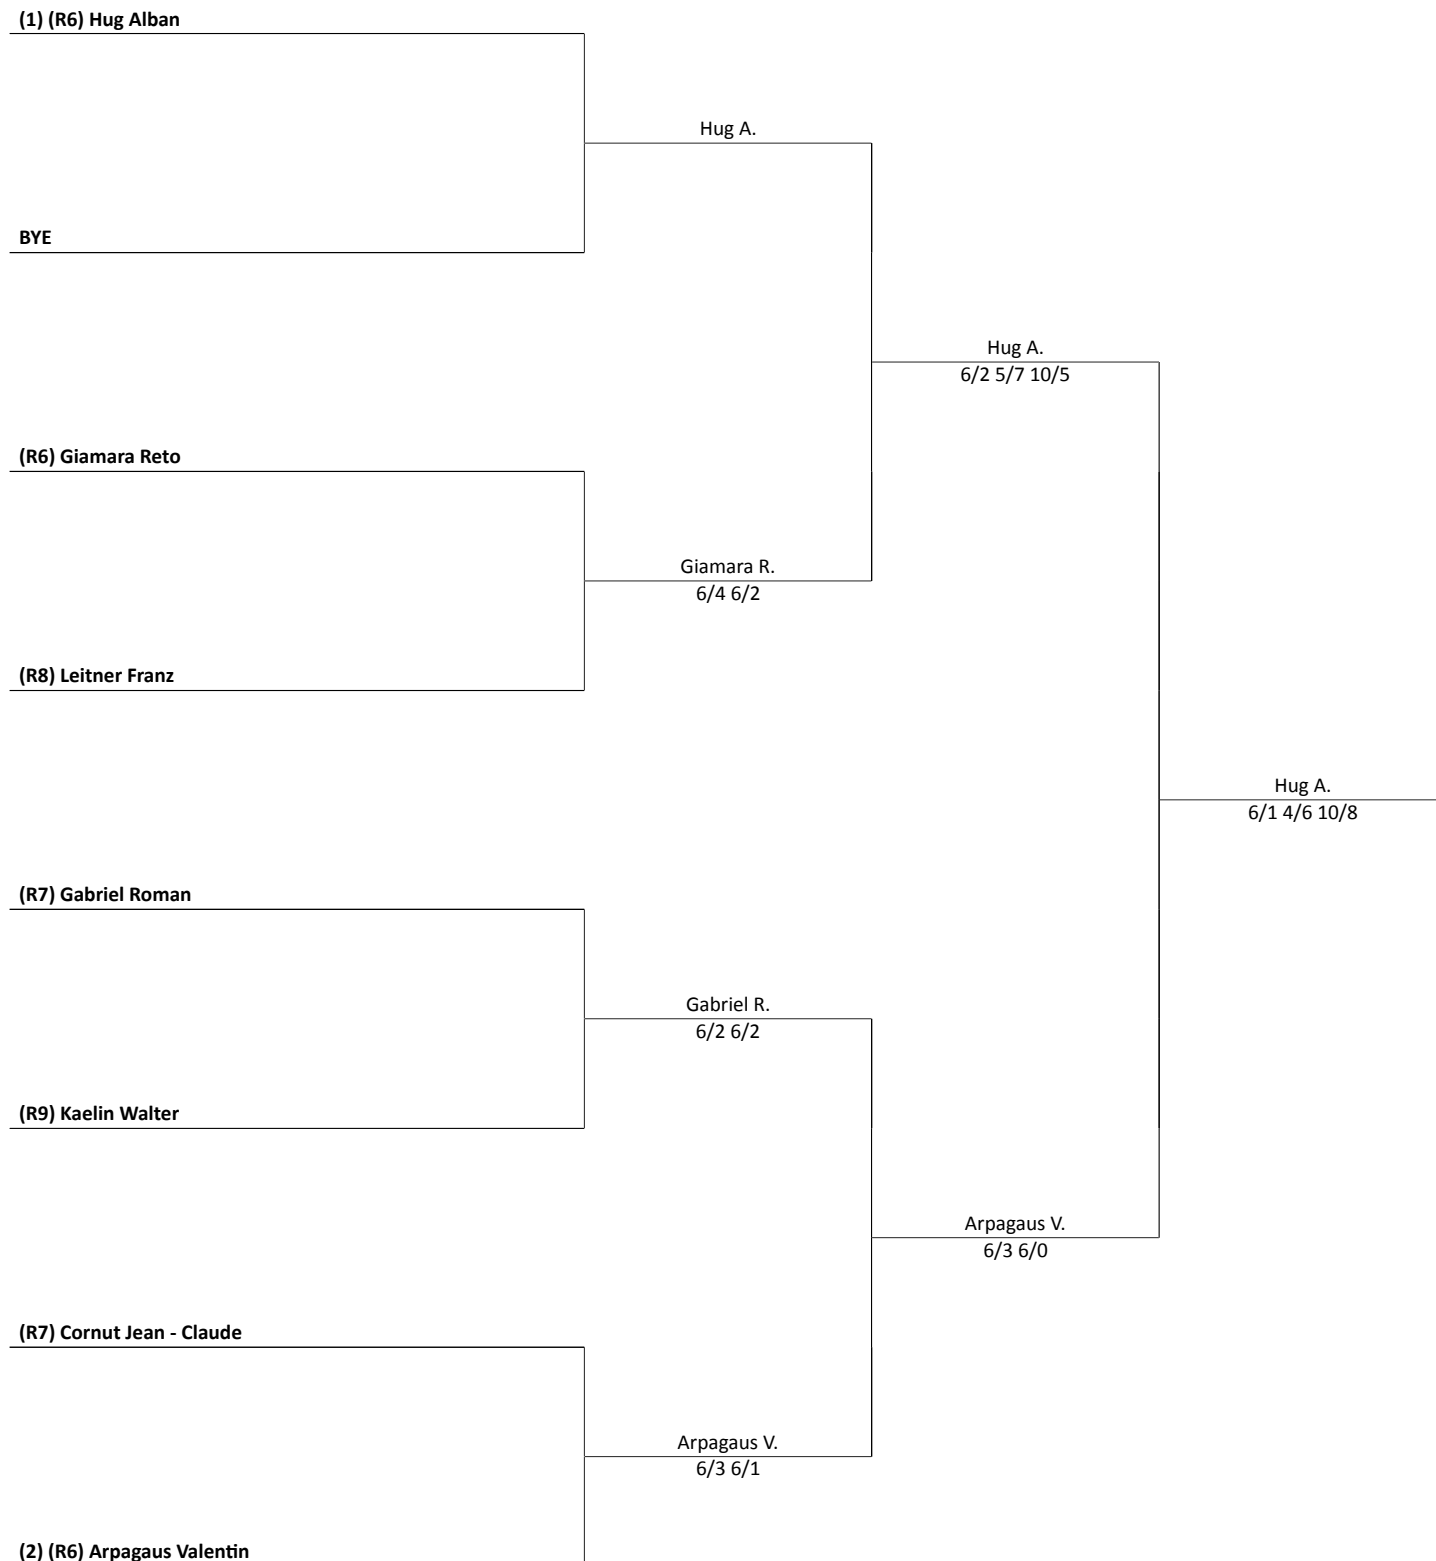 (1) (R6) Hug Alban
Hug A.
BYE
Hug A.
6/2 5/7 10/5
(R6) Giamara Reto
Giamara R.
6/4 6/2
(R8) Leitner Franz
Hug A.
6/1 4/6 10/8
(R7) Gabriel Roman
Gabriel R.
6/2 6/2
(R9) Kaelin Walter
Arpagaus V.
6/3 6/0
(R7) Cornut Jean - Claude
Arpagaus V.
6/3 6/1
(2) (R6) Arpagaus Valentin